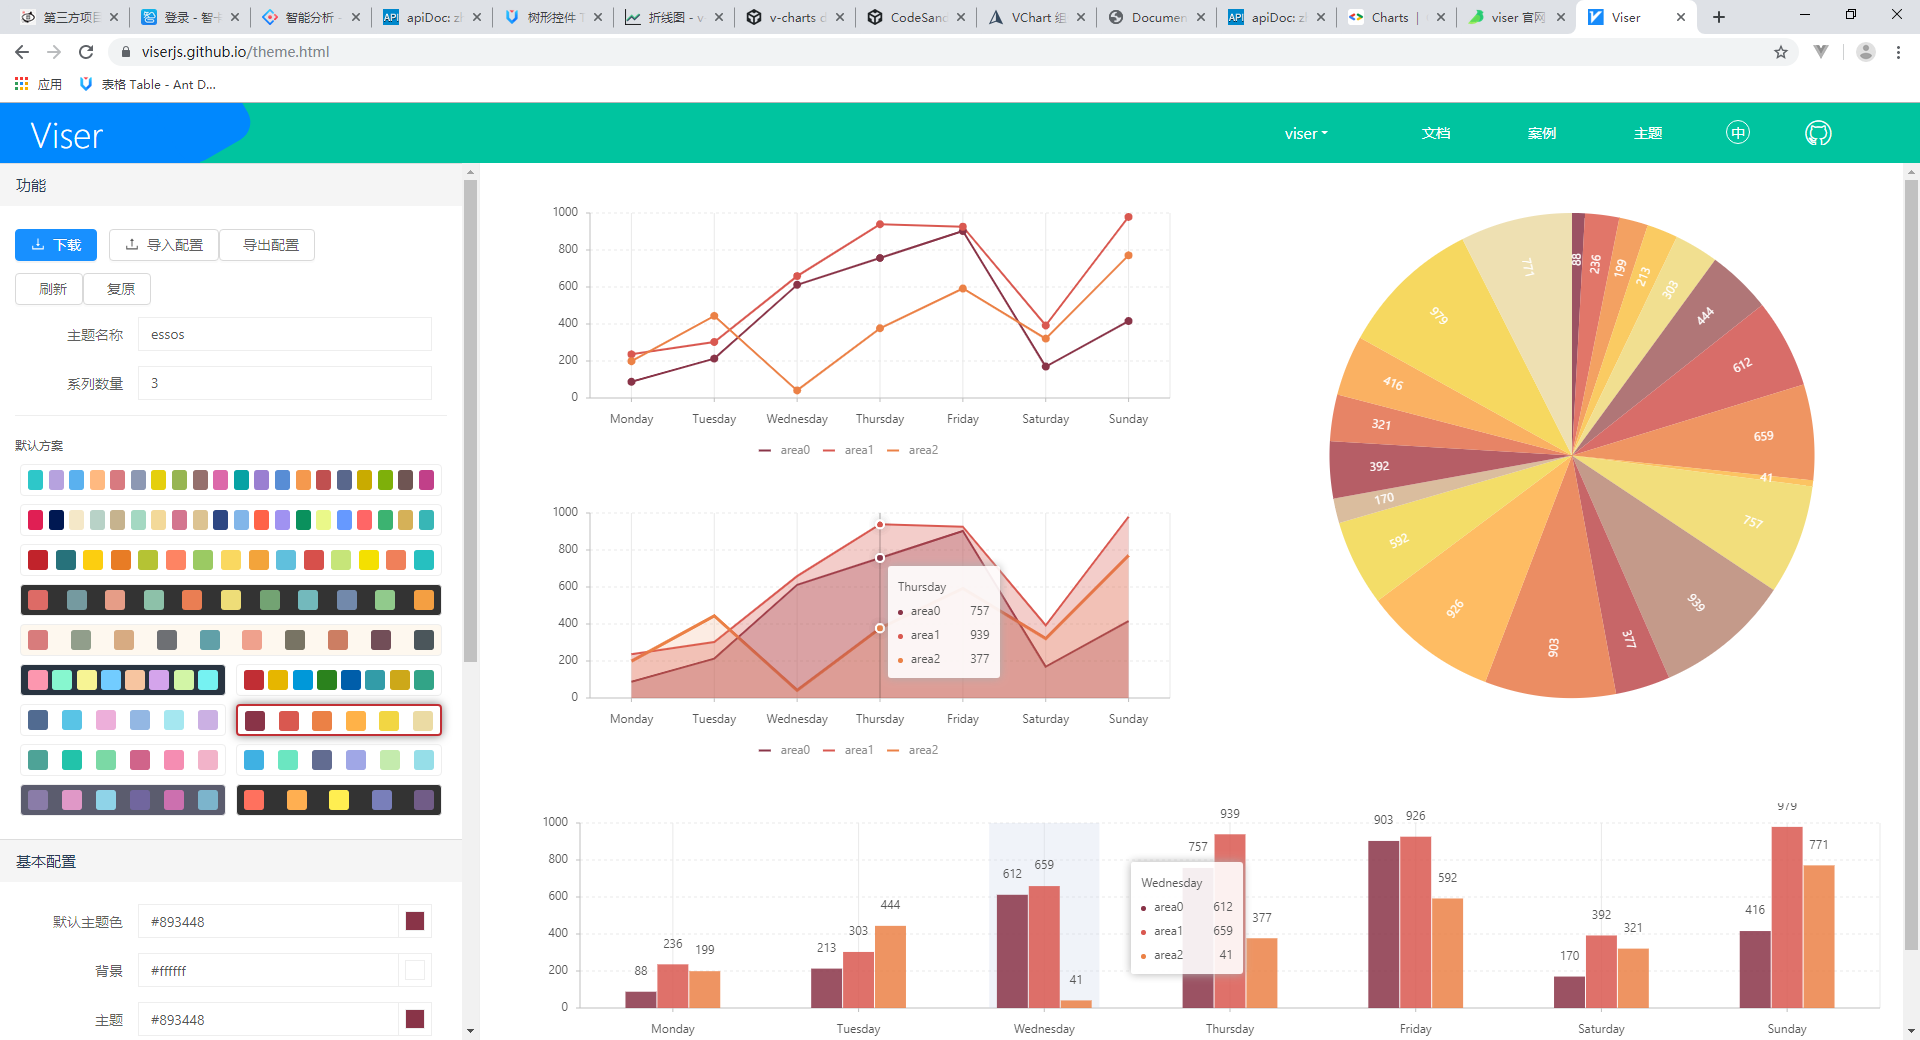 第三方项目
登录 - 智卡
智能分析 -
apiDoc: zl
树形控件 T
折线图 - v
v-charts d
CodeSand
VChart 组
Documen
apiDoc: zl
Charts |
viser 官网
Viser
viserjs.github.io/theme.html
应用
表格 Table - Ant D...
Viser
viser
文档
案例
主题
中
功能
下载
导入配置
导出配置
刷新
复原
主题名称
essos
系列数量
3
默认方案
基本配置
默认主题色
#893448
背景
#ffffff
主题
#893448
1000
800
600
400
200
0
Monday Tuesday Wednesday Thursday Friday Saturday Sunday
area0 area1 area2
1000
800
600
400
200
0
Thursday
area0 757
area1 939
area2 377
Monday Tuesday Wednesday Thursday Friday Saturday Sunday
area0 area1 area2
88
236
199
213
303
444
612
659
41
757
939
377
903
926
592
170
392
321
416
979
771
1000
800
600
400
200
0
88
236
199
213
303
444
612
659
41
757
939
377
903
926
592
170
392
321
416
979
771
Wednesday
area0 612
area1 659
area2 41
Monday Tuesday Wednesday Thursday Friday Saturday Sunday